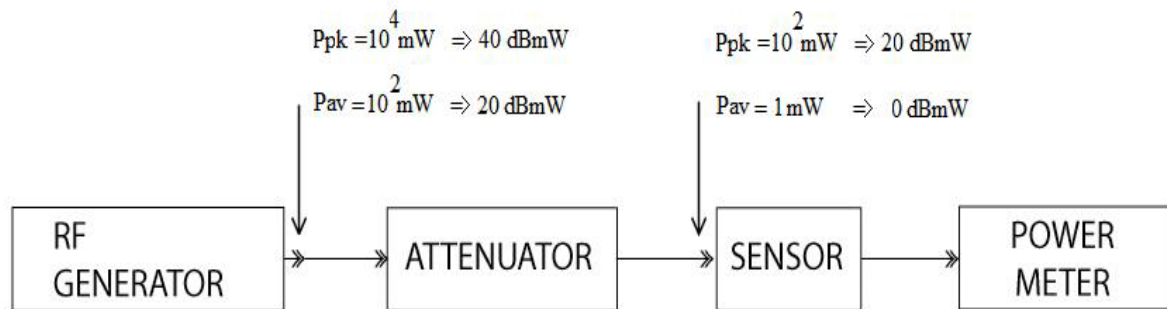 Ppk = 10^4 mW ⇒ 40 dBmW
Pav = 10^2 mW ⇒ 20 dBmW
Ppk = 10^2 mW ⇒ 20 dBmW
Pav = 1 mW ⇒ 0 dBmW
RF
GENERATOR
ATTENUATOR
SENSOR
POWER
METER